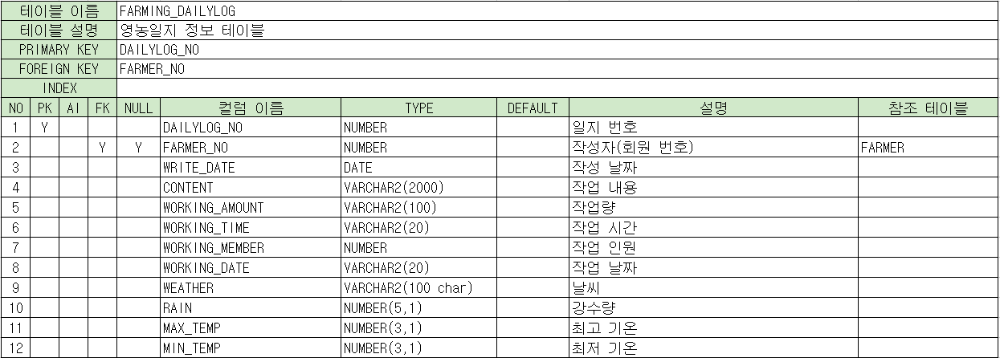 테이블 이름 FARMING_DAILYLOG
테이블 설명 영농일지 정보 테이블
PRIMARY KEY DAILYLOG_NO
FOREIGN KEY FARMER_NO
INDEX
NO PK AI FK NULL 컬럼 이름 TYPE DEFAULT 설명 참조 테이블
1 Y DAILYLOG_NO NUMBER 일지 번호
2 Y Y FARMER_NO NUMBER 작성자(회원 번호) FARMER
3 WRITE_DATE DATE 작성 날짜
4 CONTENT VARCHAR2(2000) 작업 내용
5 WORKING_AMOUNT VARCHAR2(100) 작업량
6 WORKING_TIME VARCHAR2(20) 작업 시간
7 WORKING_MEMBER NUMBER 작업 인원
8 WORKING_DATE VARCHAR2(20) 작업 날짜
9 WEATHER VARCHAR2(100 char) 날씨
10 RAIN NUMBER(5,1) 강수량
11 MAX_TEMP NUMBER(3,1) 최고 기온
12 MIN_TEMP NUMBER(3,1) 최저 기온